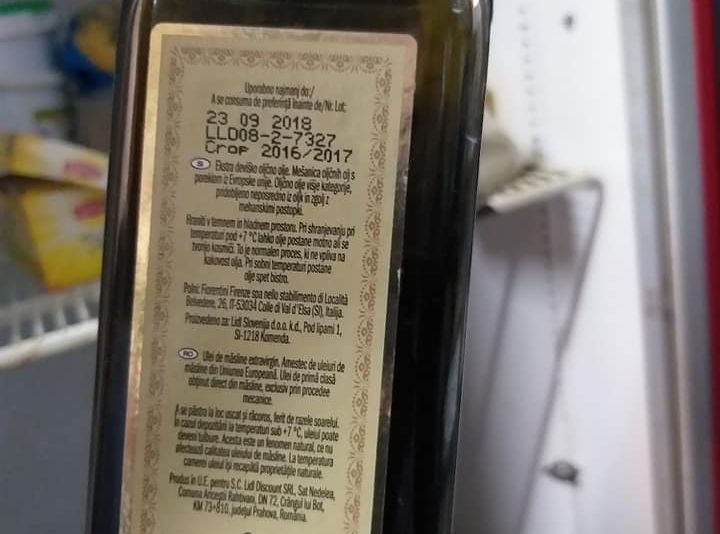 Uporabno najmanj do:/
A se consuma de preferință înainte de/Nr. Lot:
23 09 2018
LLD08-2-7327
Crop 2016/2017
SI Ekstra deviško oljčno olje. Mešanica oljčnih olj s
poreklom iz Evropske unije. Oljčno olje višje kategorije,
pridobljeno neposredno iz oljk in zgolj z
mehanskimi postopki.
Hraniti v temnem in hladnem prostoru. Pri shranjevanju pri
temperaturi pod +7 °C lahko olje postane motno ali se
tvorijo kosmiči. To je normalen proces, ki ne vpliva na
kakovost olja. Pri sobni temperaturi postane
olje spet bistro.
Polni: Fiorentini Firenze spa nello stabilimento di Località
Belvedere, 26, IT-53034 Colle di Val d'Elsa (SI), Italija.
Proizvedeno za: Lidl Slovenija d.o.o. k.d., Pod lipami 1,
SI-1218 Komenda.
RO Ulei de măsline extravirgin. Amestec de uleiuri de
măsline din Uniunea Europeană. Ulei de primă clasă
obținut direct din măsline, exclusiv prin procedee
mecanice.
A se păstra la loc uscat și răcoros, ferit de razele soarelui.
În cazul depozitării la temperaturi sub +7 °C, uleiul poate
deveni tulbure. Acesta este un fenomen natural, ce nu
afectează calitatea uleiului de măsline. La temperatura
camerei uleiul își recapătă proprietățile naturale.
Produs în U.E. pentru S.C. Lidl Discount SRL, Sat Nedelea,
Comuna Ariceștii Rahtivani, DN 72, Crângul lui Bot,
KM 73+810, județul Prahova, România.